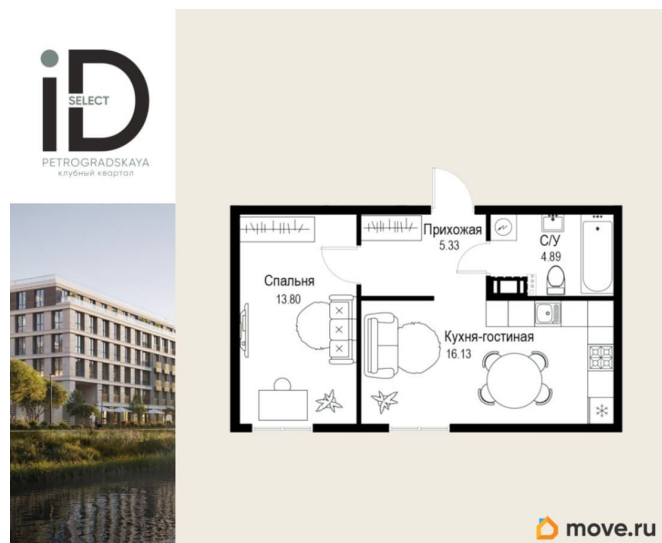 iD
SELECT
PETROGRADSKAYA
клубный квартал
Прихожая
5.33
С/У
4.89
Спальня
13.80
Кухня-гостиная
16.13
move.ru